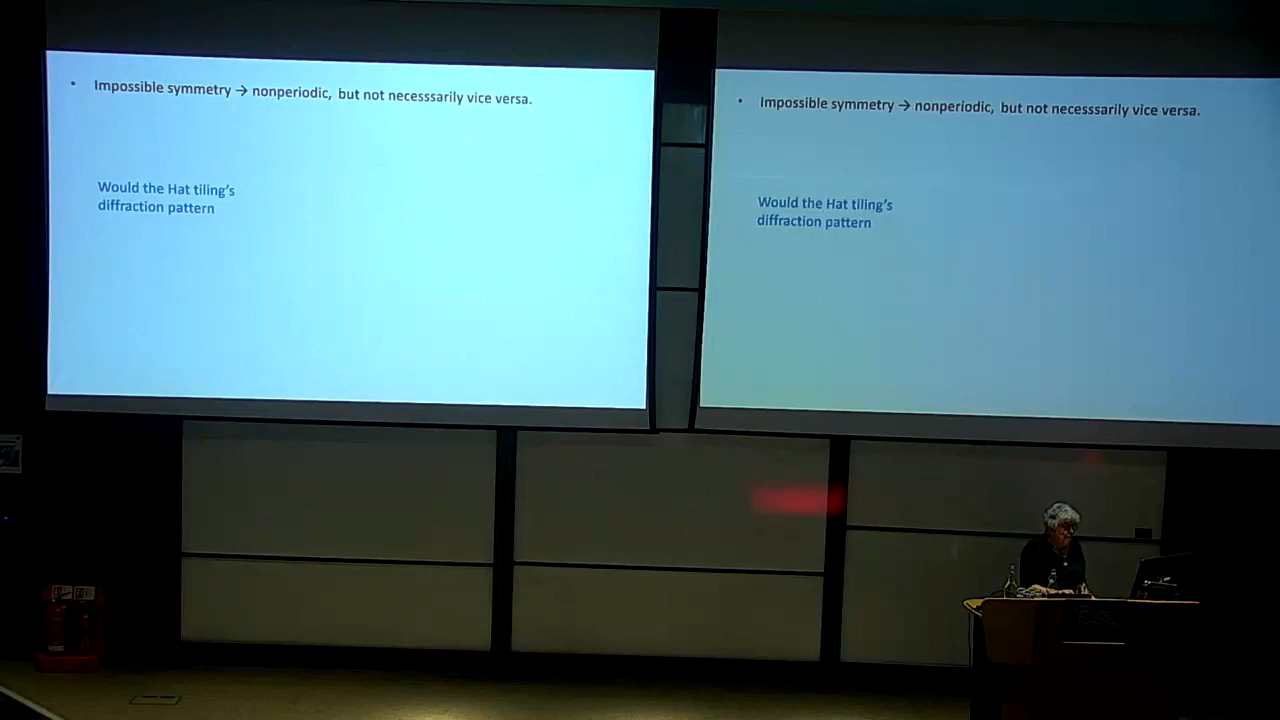 • Impossible symmetry → nonperiodic, but not necesssarily vice versa.
Would the Hat tiling's
diffraction pattern
• Impossible symmetry → nonperiodic, but not necesssarily vice versa.
Would the Hat tiling's
diffraction pattern